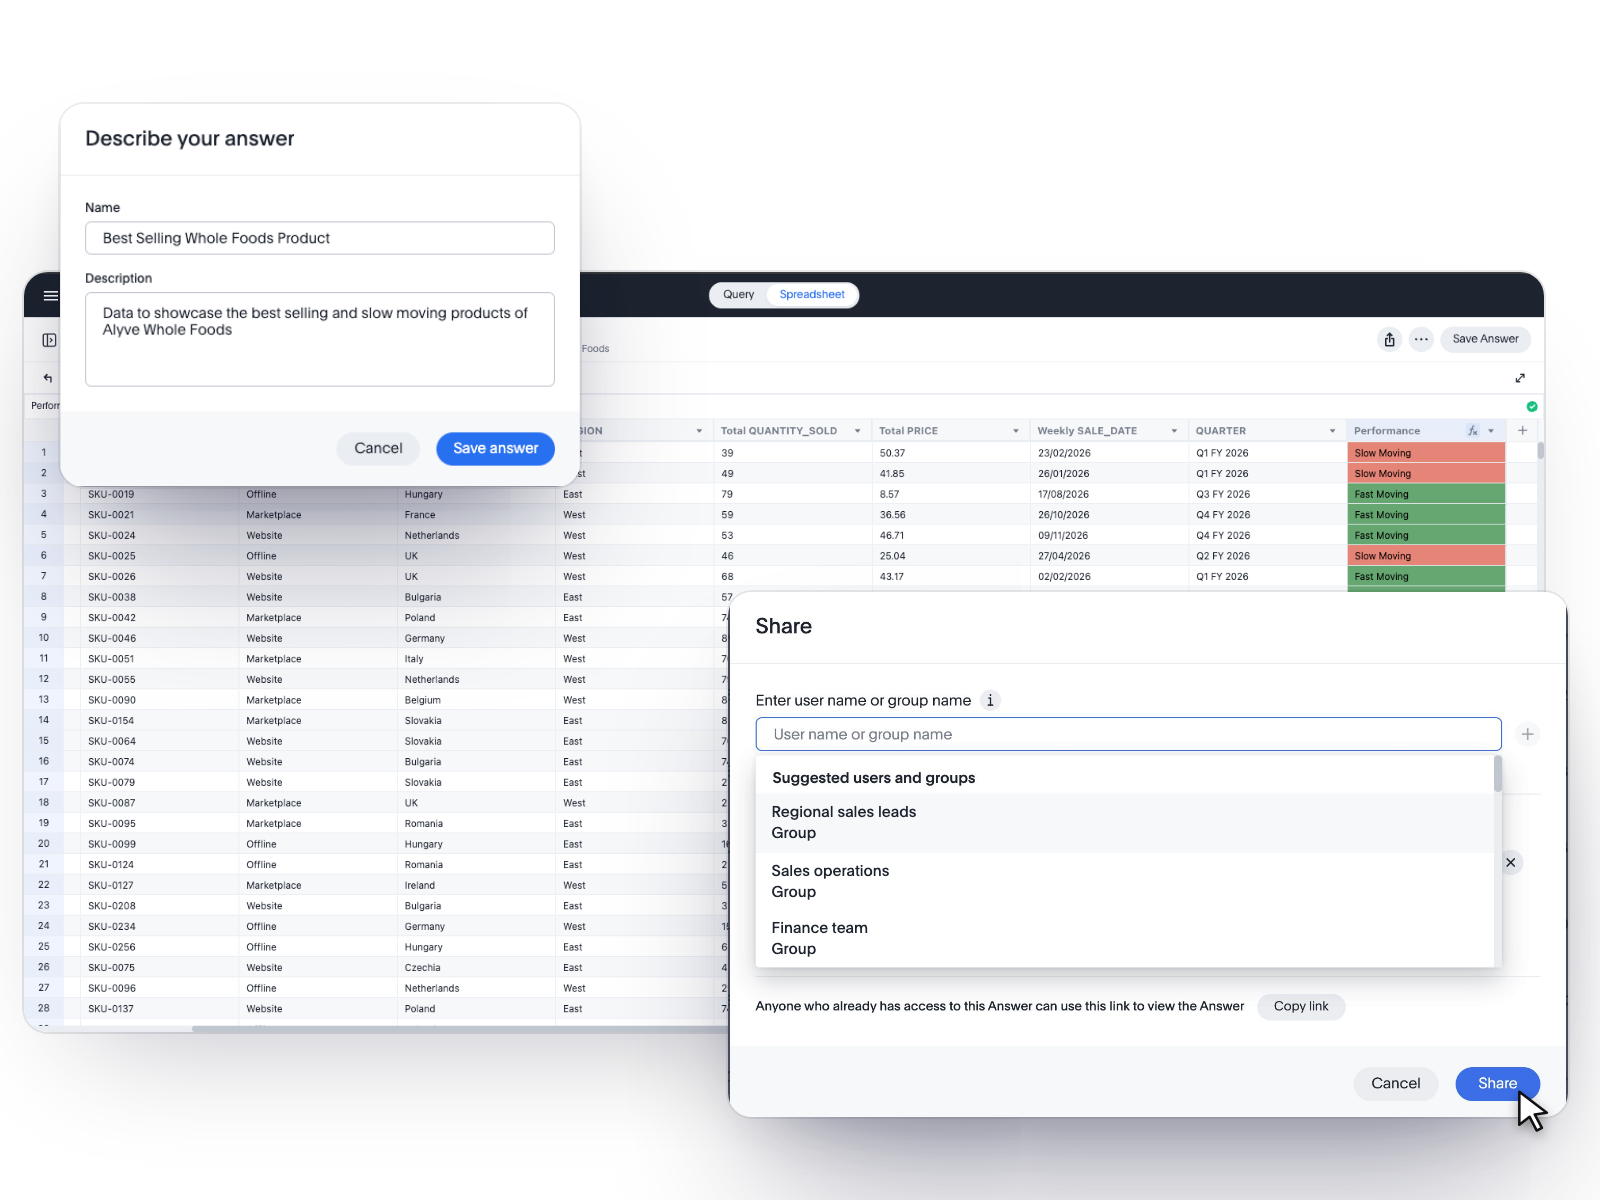 Describe your answer
Name
Best Selling Whole Foods Product
Description
Data to showcase the best selling and slow moving products of
Alyve Whole Foods
Cancel
Save answer
Query
Spreadsheet
Foods
Save Answer
Total QUANTITY_SOLD
Total PRICE
Weekly SALE_DATE
QUARTER
Performance
fx
1 39 50.37 23/02/2026 Q1 FY 2026 Slow Moving
2 49 41.85 26/01/2026 Q1 FY 2026 Slow Moving
3 SKU-0019 Offline Hungary East 79 8.57 17/08/2026 Q3 FY 2026 Fast Moving
4 SKU-0021 Marketplace France West 59 36.56 26/10/2026 Q4 FY 2026 Fast Moving
5 SKU-0024 Website Netherlands West 53 46.71 09/11/2026 Q4 FY 2026 Fast Moving
6 SKU-0025 Offline UK West 46 25.04 27/04/2026 Q2 FY 2026 Slow Moving
7 SKU-0026 Website UK West 68 43.17 02/02/2026 Q1 FY 2026 Fast Moving
8 SKU-0038 Website Bulgaria East 57
9 SKU-0042 Marketplace Poland East
10 SKU-0046 Website Germany West
11 SKU-0051 Marketplace Italy West
12 SKU-0055 Website Netherlands West
13 SKU-0090 Marketplace Belgium West
14 SKU-0154 Marketplace Slovakia East
15 SKU-0064 Website Slovakia East
16 SKU-0074 Website Bulgaria East
17 SKU-0079 Website Slovakia East
18 SKU-0087 Marketplace UK West
19 SKU-0095 Marketplace Romania East
20 SKU-0099 Offline Hungary East
21 SKU-0124 Offline Romania East
22 SKU-0127 Marketplace Ireland West
23 SKU-0208 Website Bulgaria East
24 SKU-0234 Offline Germany West
25 SKU-0256 Offline Hungary East
26 SKU-0075 Website Czechia East
27 SKU-0096 Offline Netherlands West
28 SKU-0137 Website Poland East
Share
Enter user name or group name i
User name or group name
Suggested users and groups
Regional sales leads
Group
Sales operations
Group
Finance team
Group
Anyone who already has access to this Answer can use this link to view the Answer
Copy link
Cancel
Share